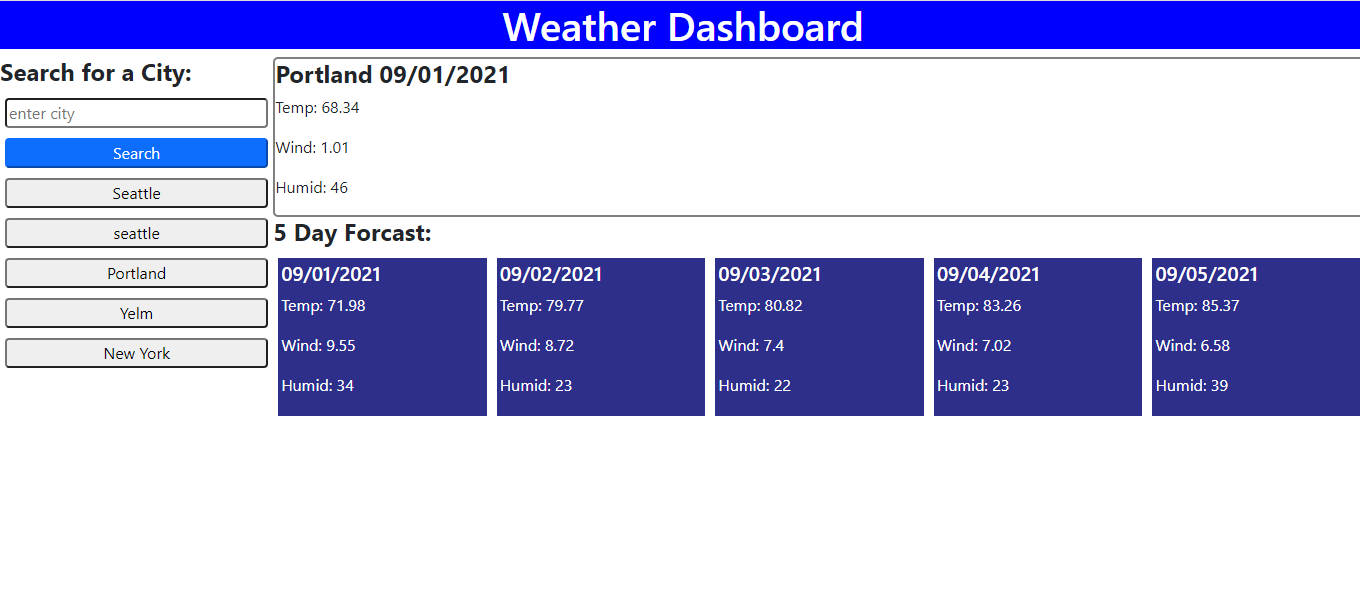 Weather Dashboard
Search for a City:
enter city
Search
Seattle
seattle
Portland
Yelm
New York
Portland 09/01/2021
Temp: 68.34
Wind: 1.01
Humid: 46
5 Day Forcast:
09/01/2021
Temp: 71.98
Wind: 9.55
Humid: 34
09/02/2021
Temp: 79.77
Wind: 8.72
Humid: 23
09/03/2021
Temp: 80.82
Wind: 7.4
Humid: 22
09/04/2021
Temp: 83.26
Wind: 7.02
Humid: 23
09/05/2021
Temp: 85.37
Wind: 6.58
Humid: 39